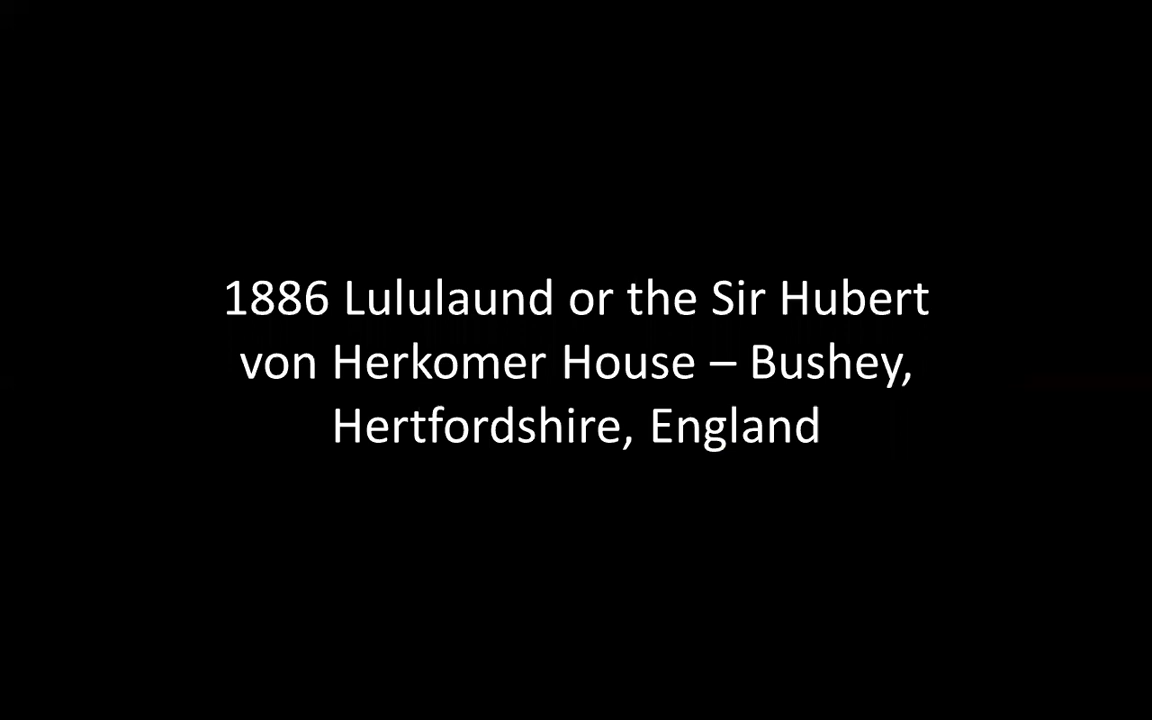 1886 Lululaund or the Sir Hubert
von Herkomer House – Bushey,
Hertfordshire, England